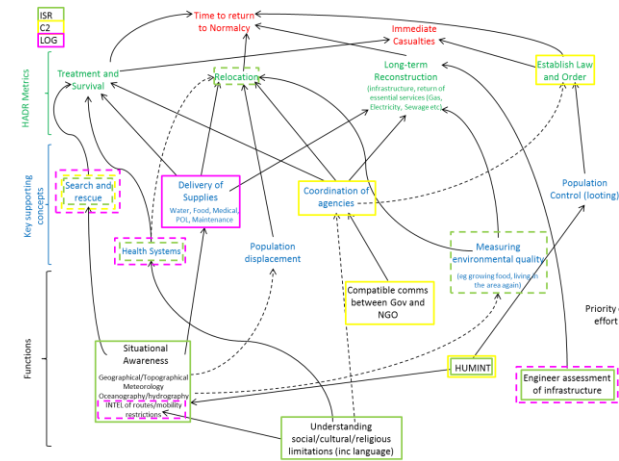 ISR
C2
LOG
Time to return
to Normalcy
Immediate
Casualties
HADR Metrics
Treatment and
Survival
Relocation
Long-term
Reconstruction
(infrastructure, return of
essential services (Gas,
Electricity, Sewage etc)
Establish Law
and Order
Key supporting
concepts
Search and
rescue
Delivery of
Supplies
Water, Food, Medical,
POL, Maintenance
Coordination of
agencies
Population
Control (looting)
Health Systems
Population
displacement
Measuring
environmental quality
(eg growing food, living in
the area again)
Functions
Compatible comms
between Gov and
NGO
Priority
effort
Situational
Awareness
Geographical/Topographical
Meteorology
Oceanography/hydrography
INTEL of routes/mobility
restrictions
HUMINT
Engineer assessment
of infrastructure
Understanding
social/cultural/religious
limitations (inc language)